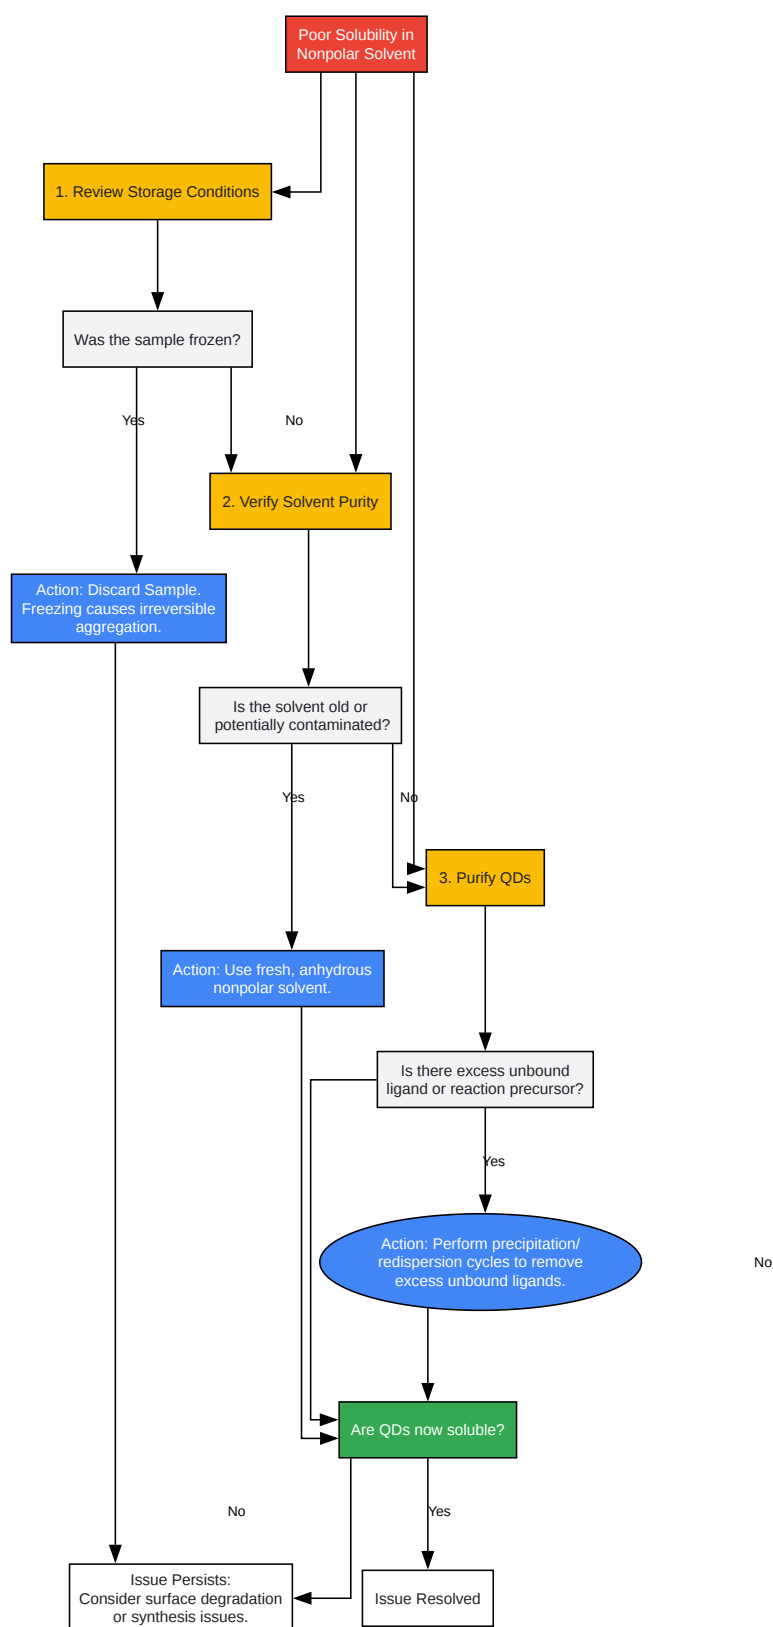 Poor Solubility in
Nonpolar Solvent
1. Review Storage Conditions
Was the sample frozen?
Yes
No
2. Verify Solvent Purity
Action: Discard Sample.
Freezing causes irreversible
aggregation.
Is the solvent old or
potentially contaminated?
Yes
No
3. Purify QDs
Action: Use fresh, anhydrous
nonpolar solvent.
Is there excess unbound
ligand or reaction precursor?
Yes
Action: Perform precipitation/
redispersion cycles to remove
excess unbound ligands.
No
Are QDs now soluble?
No
Yes
Issue Persists:
Consider surface degradation
or synthesis issues.
Issue Resolved